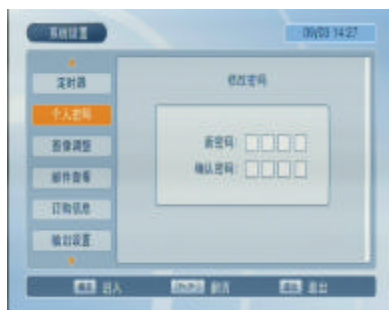 系统设置
09/03 14:27
定时器
修改密码
个人密码
新密码
图像调整
确认密码
邮件查看
订购信息
输出设置
进入
翻页
退出